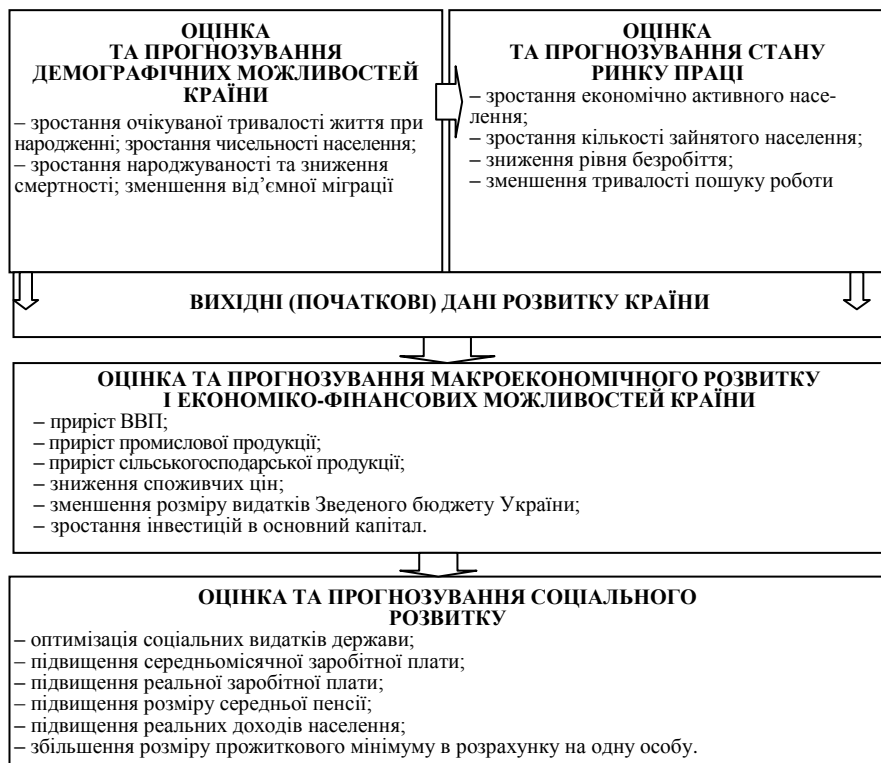 ОЦІНКА
ТА ПРОГНОЗУВАННЯ
ДЕМОГРАФІЧНИХ МОЖЛИВОСТЕЙ
КРАЇНИ
– зростання очікуваної тривалості життя при
народженні; зростання чисельності населення;
– зростання народжуваності та зниження
смертності; зменшення від’ємної міграції
ОЦІНКА
ТА ПРОГНОЗУВАННЯ СТАНУ
РИНКУ ПРАЦІ
– зростання економічно активного насе-
лення;
– зростання кількості зайнятого населення;
– зниження рівня безробіття;
– зменшення тривалості пошуку роботи
ВИХІДНІ (ПОЧАТКОВІ) ДАНІ РОЗВИТКУ КРАЇНИ
ОЦІНКА ТА ПРОГНОЗУВАННЯ МАКРОЕКОНОМІЧНОГО РОЗВИТКУ
І ЕКОНОМІКО-ФІНАНСОВИХ МОЖЛИВОСТЕЙ КРАЇНИ
– приріст ВВП;
– приріст промислової продукції;
– приріст сільськогосподарської продукції;
– зниження споживчих цін;
– зменшення розміру видатків Зведеного бюджету України;
– зростання інвестицій в основний капітал.
ОЦІНКА ТА ПРОГНОЗУВАННЯ СОЦІАЛЬНОГО
РОЗВИТКУ
– оптимізація соціальних видатків держави;
– підвищення середньомісячної заробітної плати;
– підвищення реальної заробітної плати;
– підвищення розміру середньої пенсії;
– підвищення реальних доходів населення;
– збільшення розміру прожиткового мінімуму в розрахунку на одну особу.